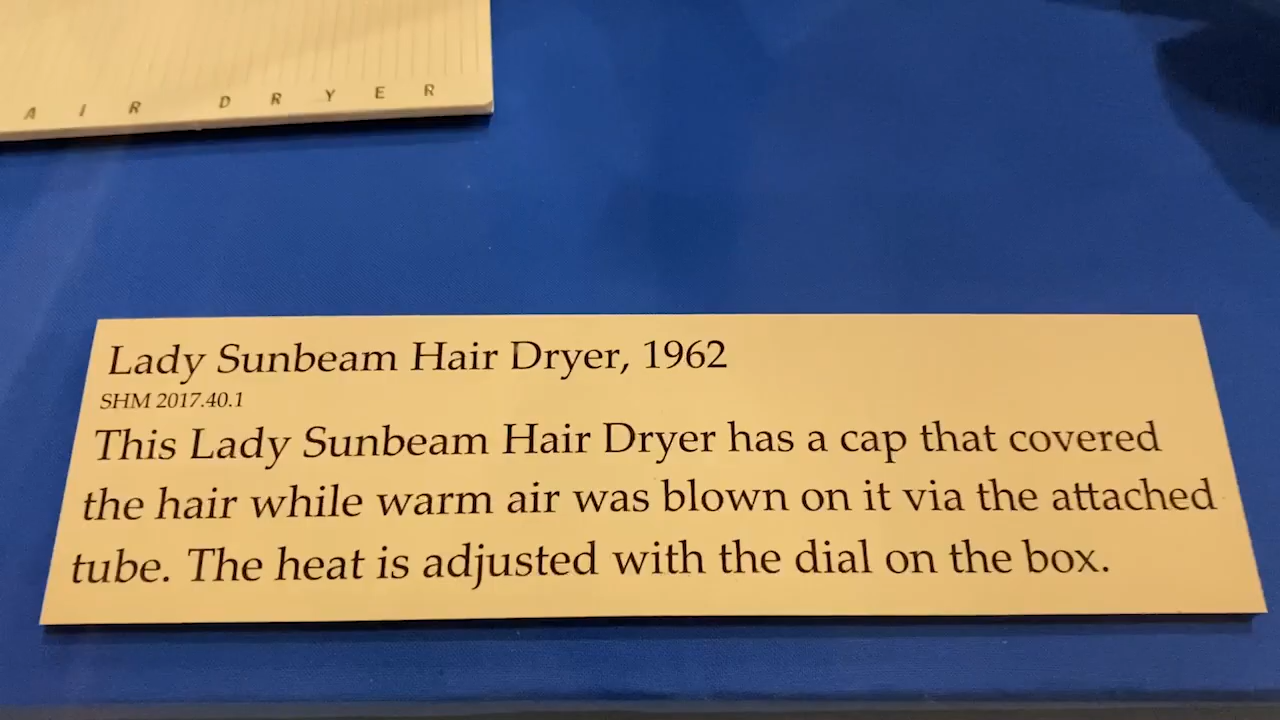 AIR DRYER
Lady Sunbeam Hair Dryer, 1962
SHM 2017.40.1
This Lady Sunbeam Hair Dryer has a cap that covered
the hair while warm air was blown on it via the attached
tube. The heat is adjusted with the dial on the box.